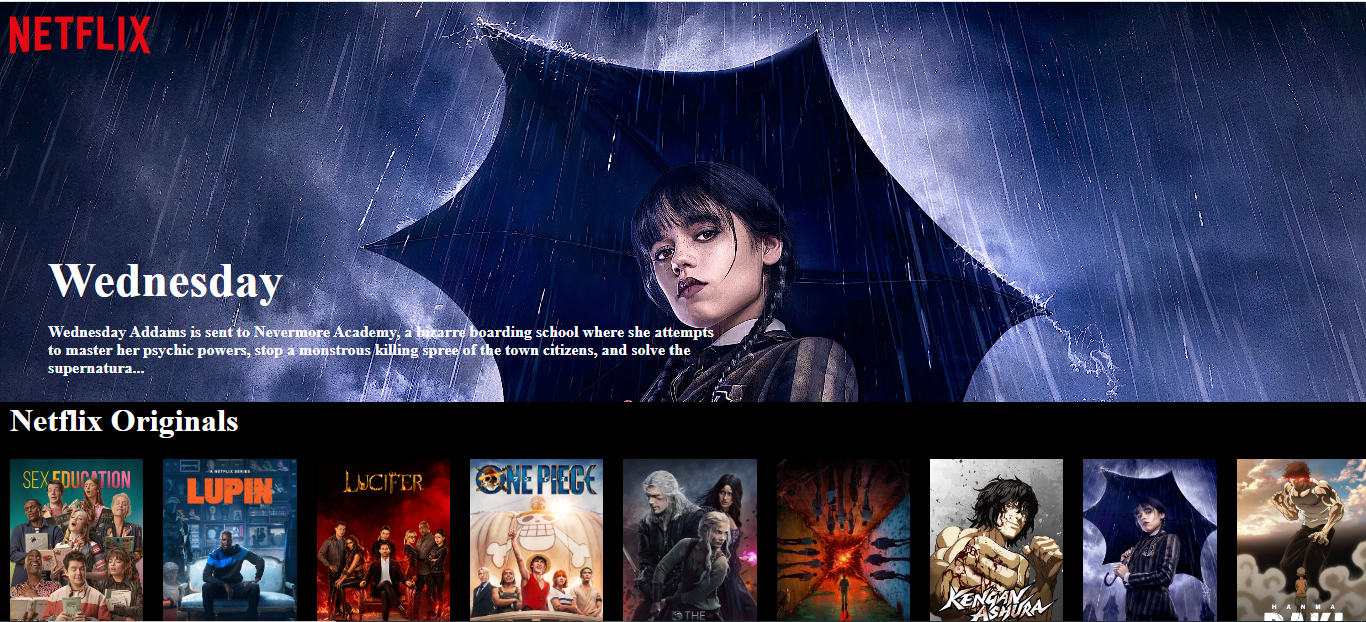 NETFLIX
Wednesday
Wednesday Addams is sent to Nevermore Academy, a bizarre boarding school where she attempts
to master her psychic powers, stop a monstrous killing spree of the town citizens, and solve the
supernatura...
Netflix Originals
SEX EDUCATION
A NETFLIX SERIES
LUPIN
LUCIFER
ONE PIECE
THE
KENGAN
ASHURA
HANMA
BAKI